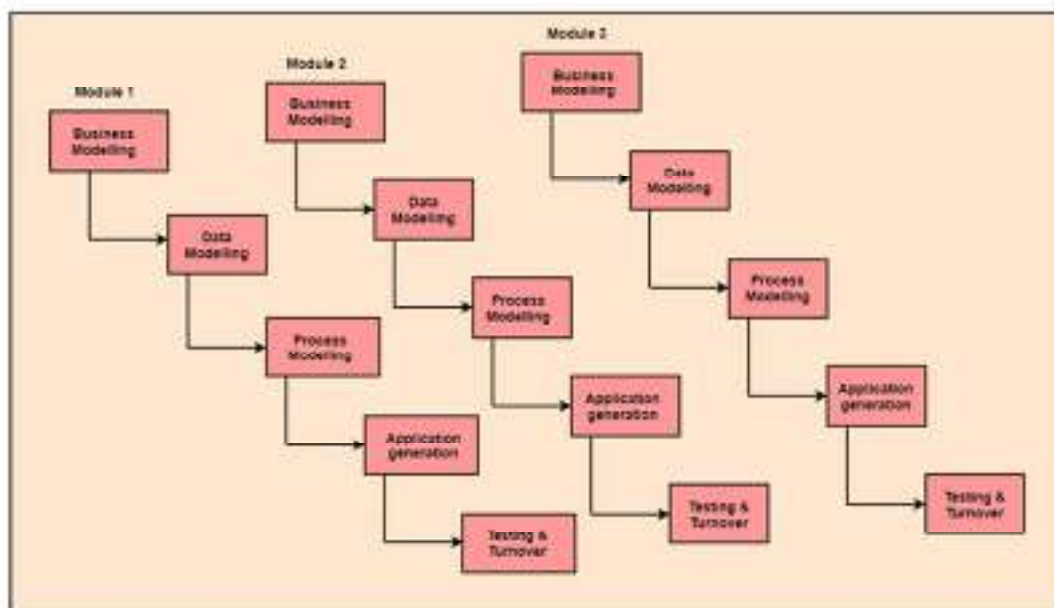 Module 1
Business
Modelling
Data
Modelling
Process
Modelling
Application
generation
Testing &
Turnover
Module 2
Business
Modelling
Data
Modelling
Process
Modelling
Application
generation
Testing &
Turnover
Module 3
Business
Modelling
Data
Modelling
Process
Modelling
Application
generation
Testing &
Turnover